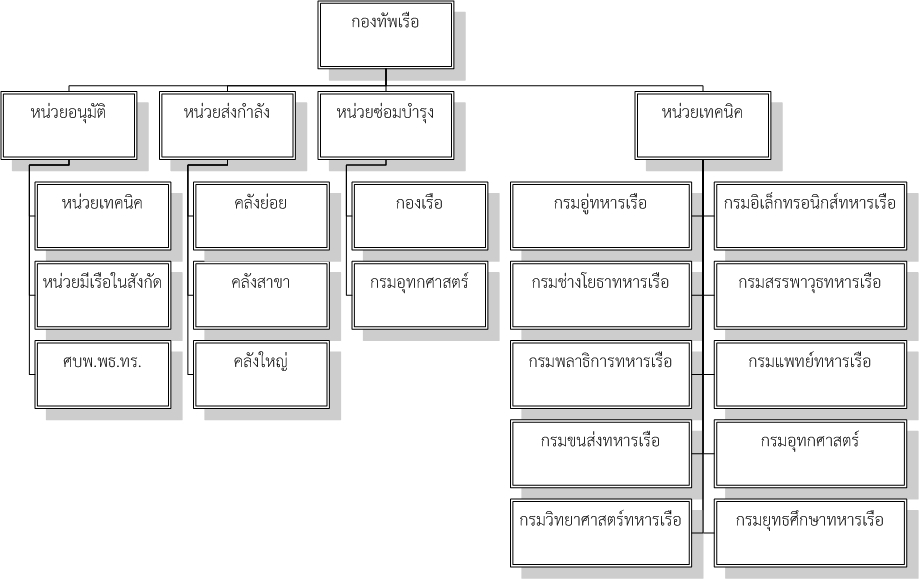 กองทัพเรือ
หน่วยอนุมัติ
หน่วยส่งกำลัง
หน่วยซ่อมบำรุง
หน่วยเทคนิค
หน่วยเทคนิค
คลังย่อย
กองเรือ
กรมอู่ทหารเรือ
กรมอิเล็กทรอนิกส์ทหารเรือ
หน่วยมีเรือในสังกัด
คลังสาขา
กรมอุทกศาสตร์
กรมช่างโยธาทหารเรือ
กรมสรรพาวุธทหารเรือ
ศบพ.พธ.ทร.
คลังใหญ่
กรมพลาธิการทหารเรือ
กรมแพทย์ทหารเรือ
กรมขนส่งทหารเรือ
กรมอุทกศาสตร์
กรมวิทยาศาสตร์ทหารเรือ
กรมยุทธศึกษาทหารเรือ